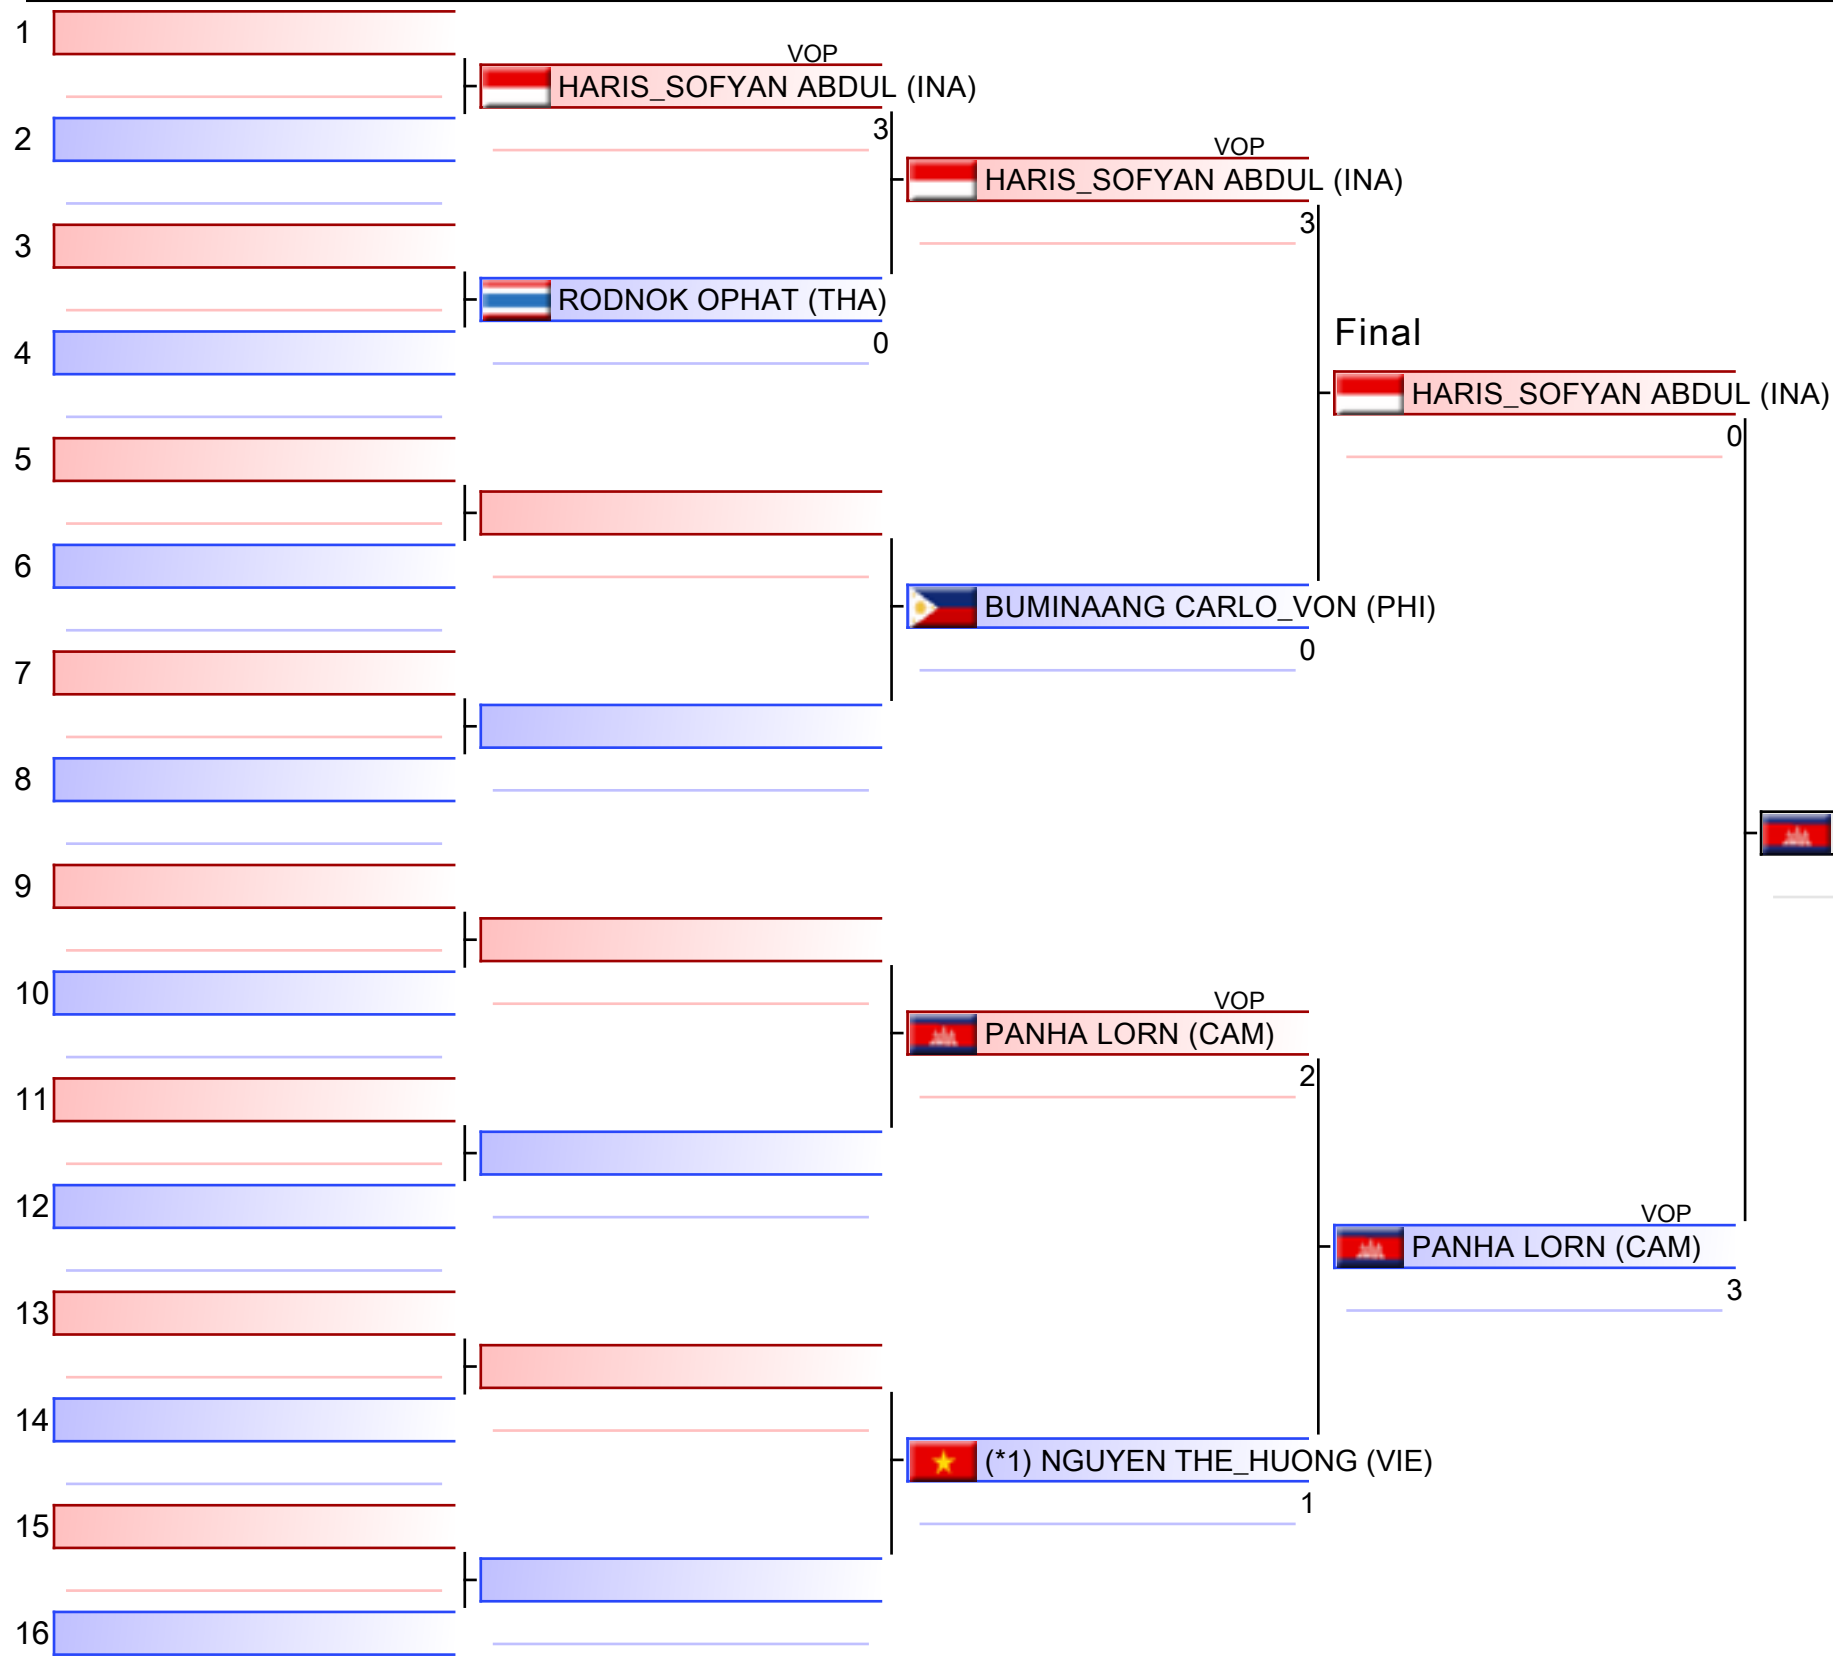 1
VOP
HARIS_SOFYAN ABDUL (INA)
3
2
VOP
HARIS_SOFYAN ABDUL (INA)
3
3
RODNOK OPHAT (THA)
0
4
Final
HARIS_SOFYAN ABDUL (INA)
0
5
6
BUMINAANG CARLO_VON (PHI)
0
7
8
9
10
VOP
PANHA LORN (CAM)
2
11
12
VOP
PANHA LORN (CAM)
3
13
14
(*1) NGUYEN THE_HUONG (VIE)
1
15
16